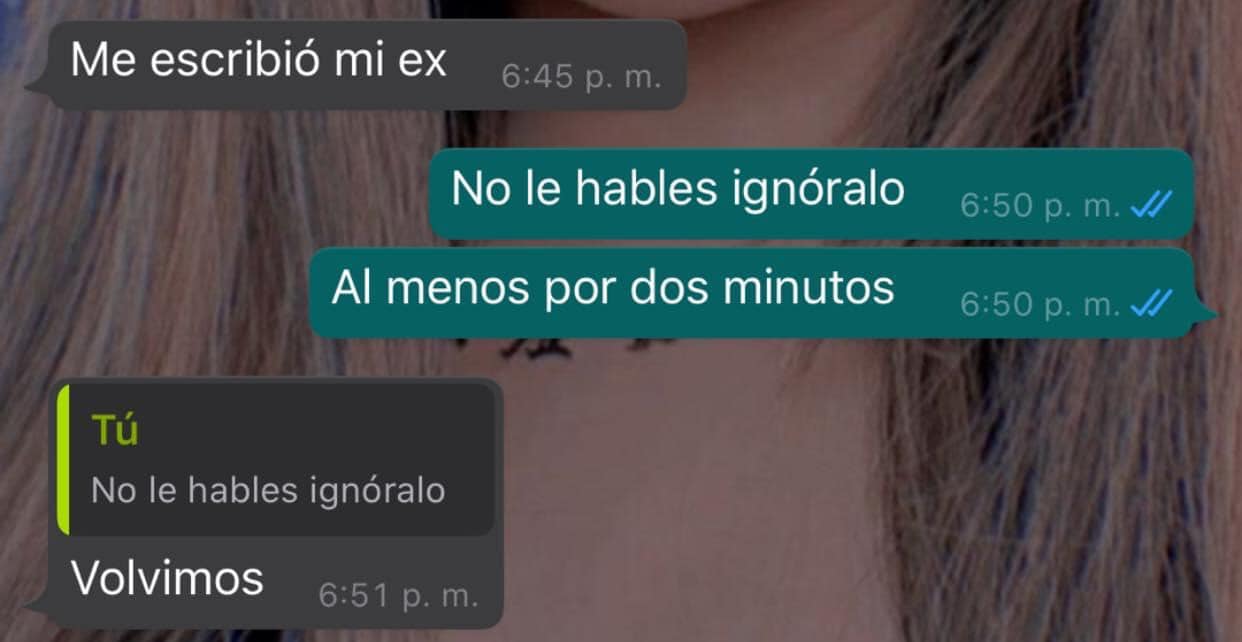 Me escribió mi ex 6:45 p. m.
No le hables ignóralo 6:50 p. m.
Al menos por dos minutos 6:50 p. m.
Tú
No le hables ignóralo
Volvimos 6:51 p. m.